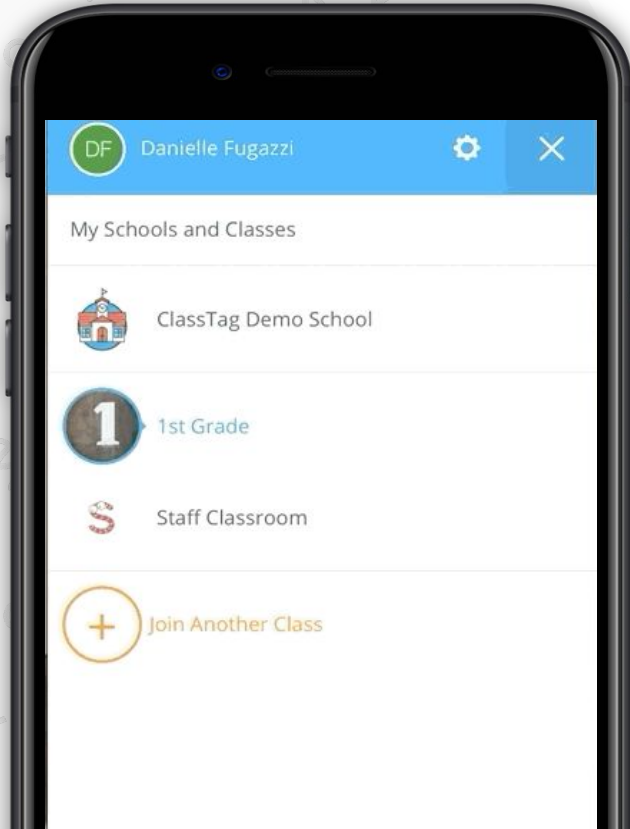 DF Danielle Fugazzi
My Schools and Classes
ClassTag Demo School
1 1st Grade
S Staff Classroom
+ Join Another Class